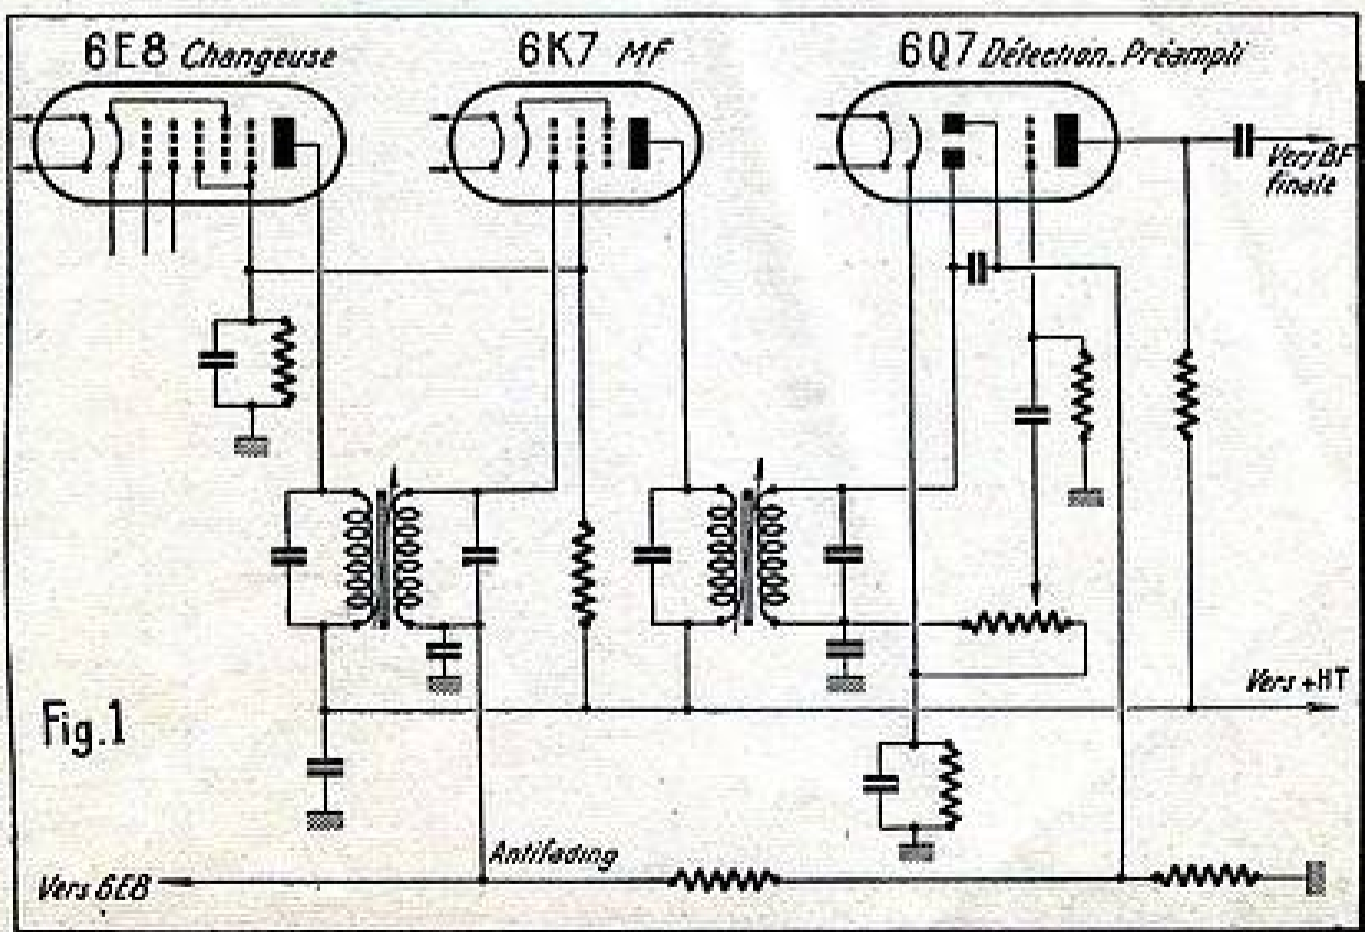 6E8 Changeuse
6K7 MF
6Q7 Détection. Préampli
Vers BF
finale
Vers +HT
Fig.1
Antifading
Vers 6E8